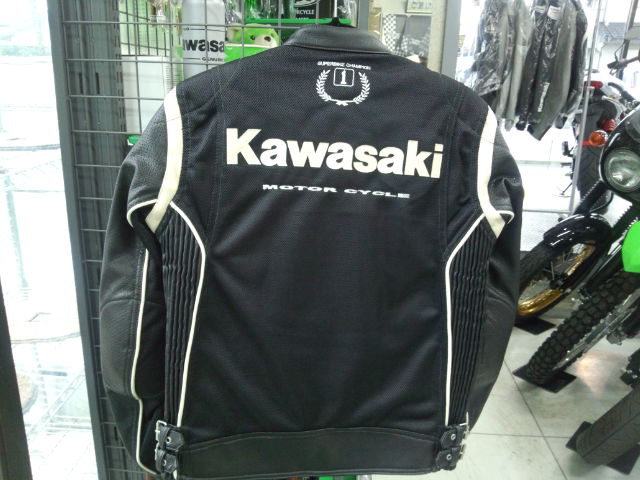 SUPERBIKE CHAMPION
1
Kawasaki
MOTOR CYCLE